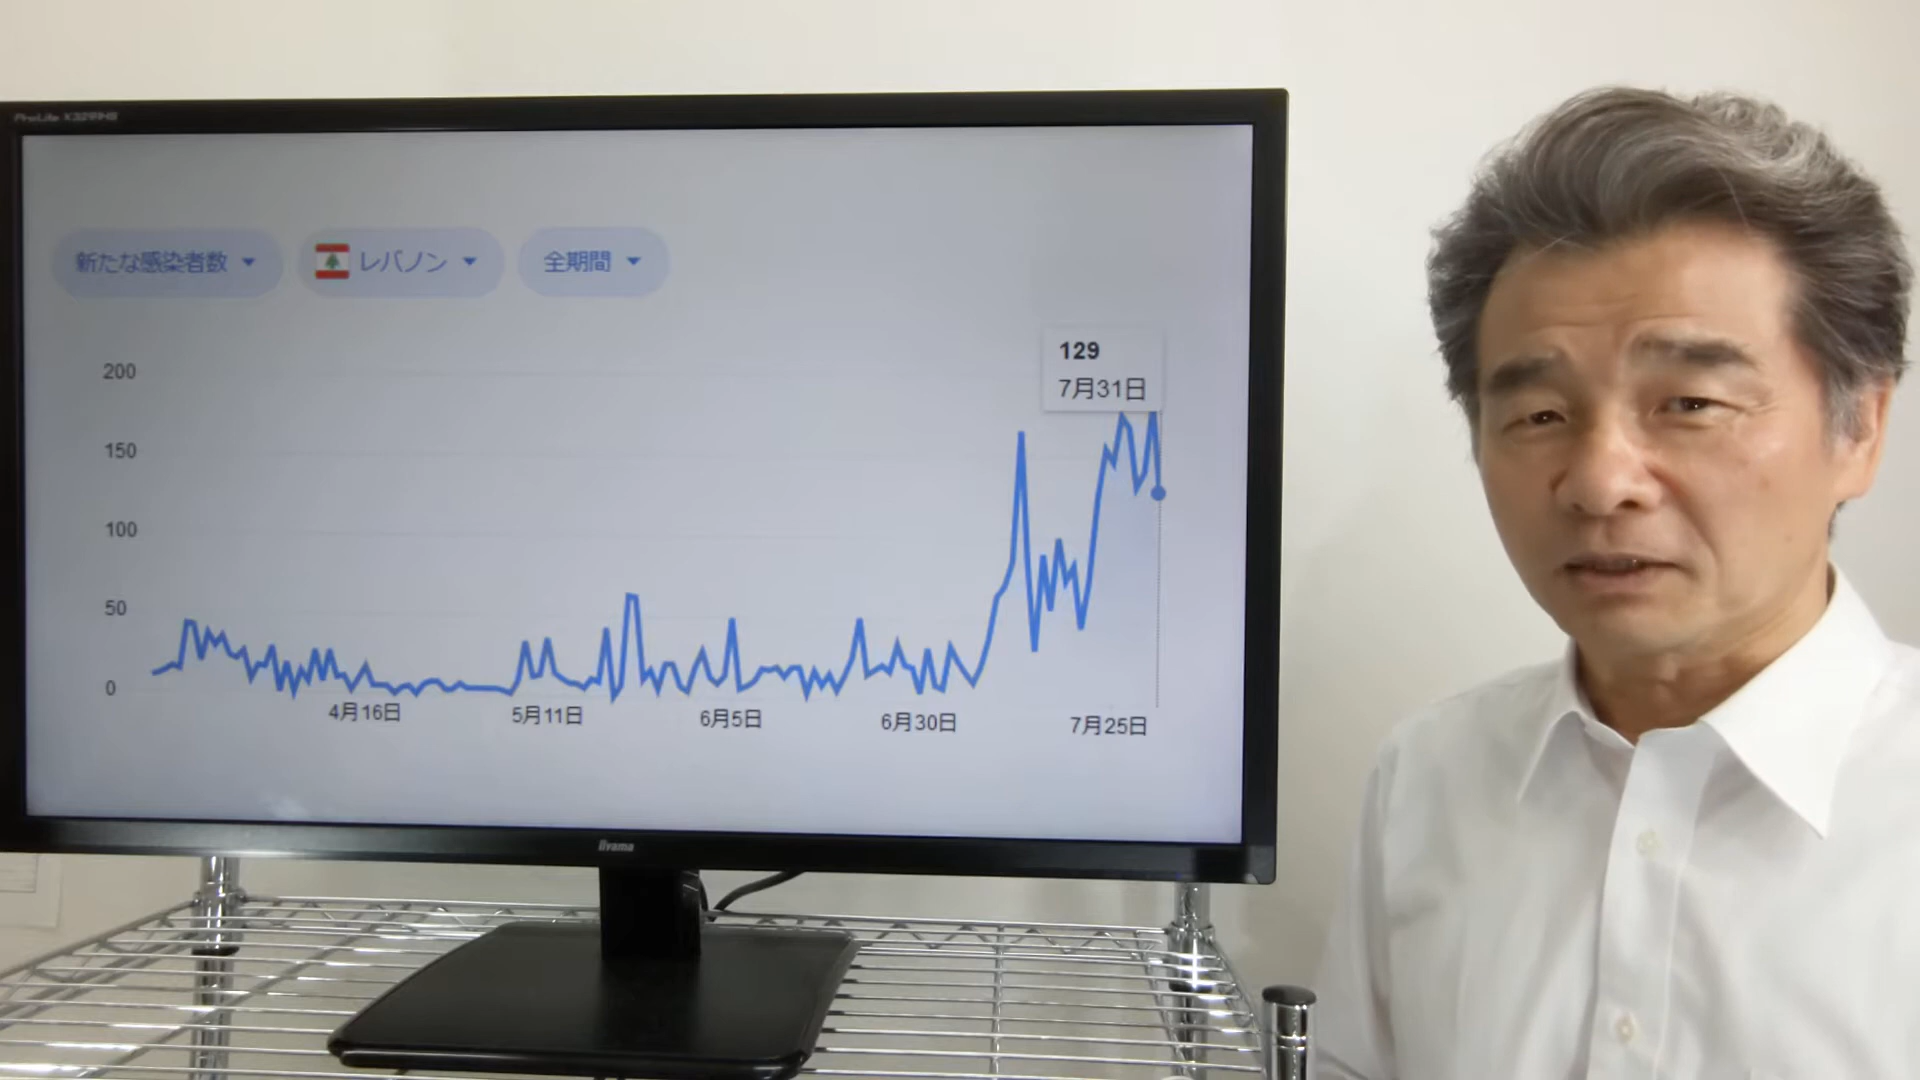 ProLite X3291HS
新たな感染者数
レバノン
全期間
129
7月31日
200
150
100
50
0
4月16日
5月11日
6月5日
6月30日
7月25日
iiyama